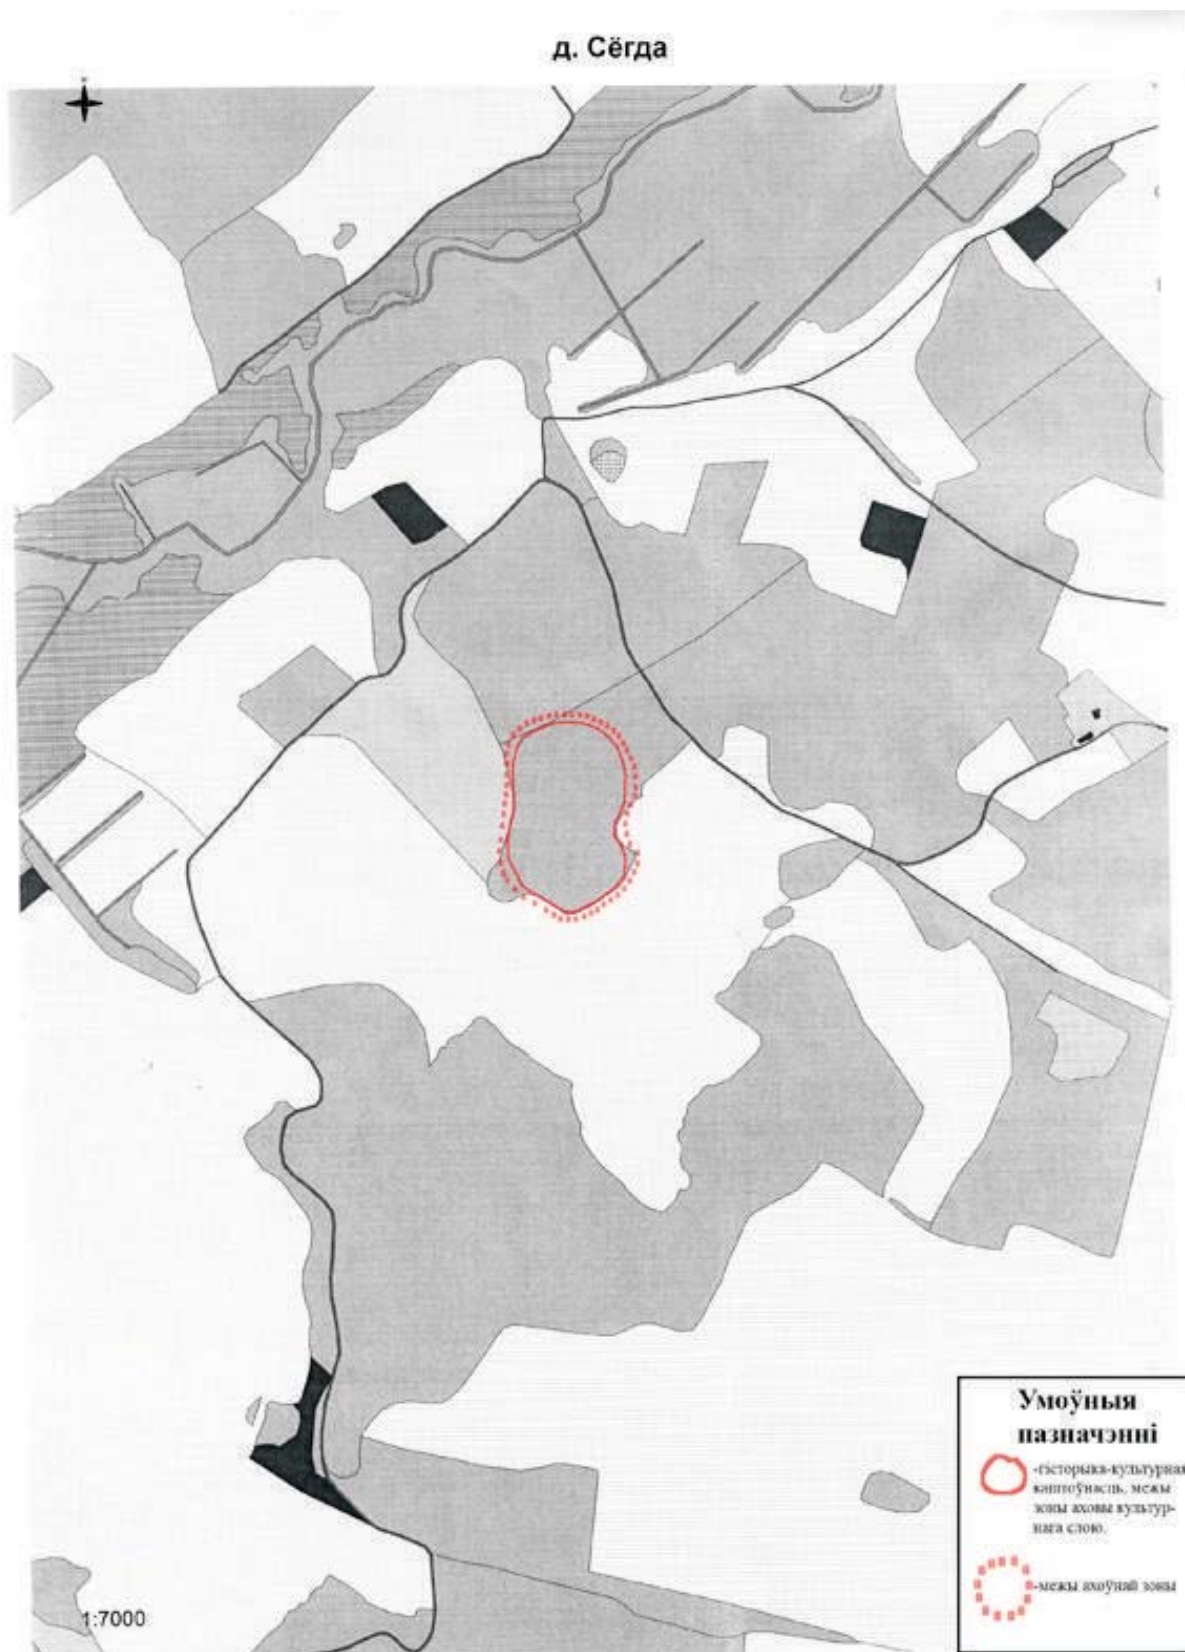 д. Сёгда
Умоўныя
пазначэнні
-гісторыка-культурная
каштоўнасць, межы
зоны аховы культур-
нага слою.
-межы ахоўнай зоны
1:7000